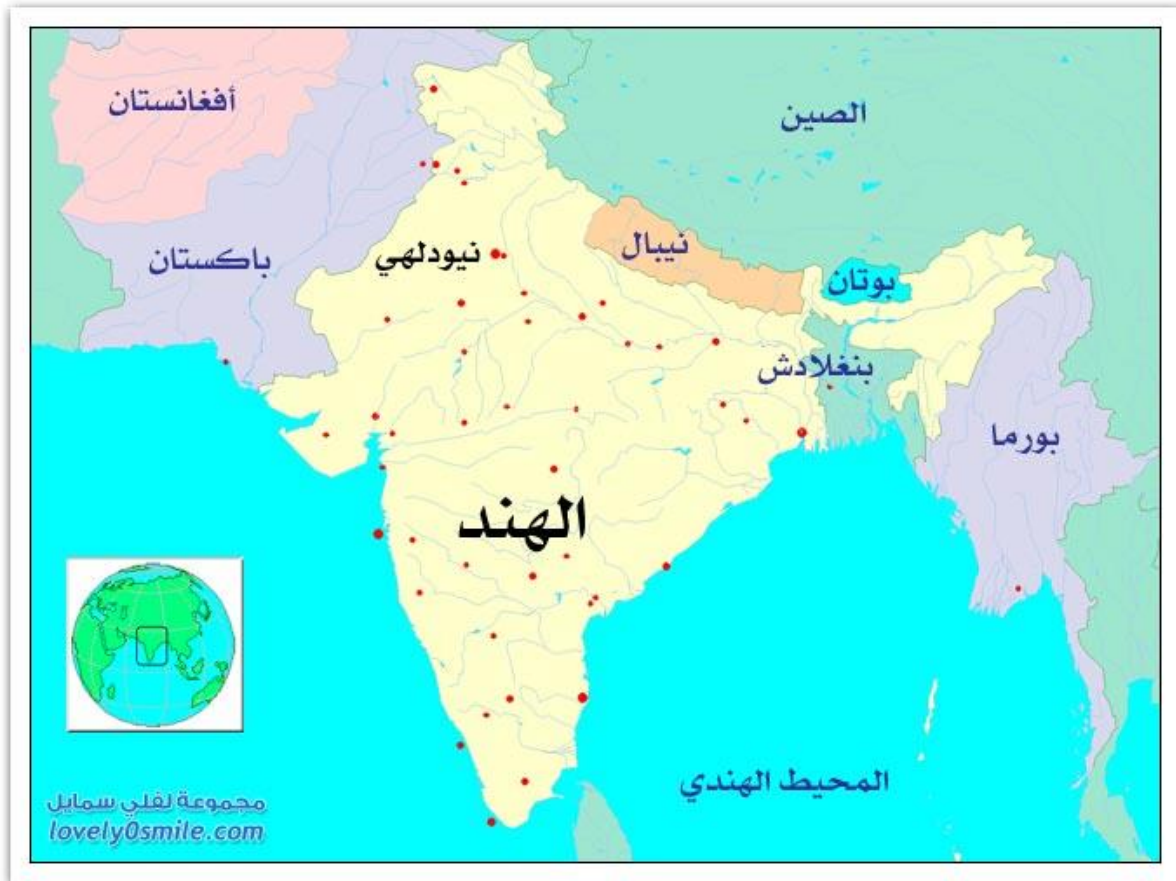 أفغانستان
الصين
باكستان
نيودلهي
نيبال
بوتان
بنغلادش
بورما
الهند
المحيط الهندي
مجموعة لفلي سمايل
lovely0smile.com